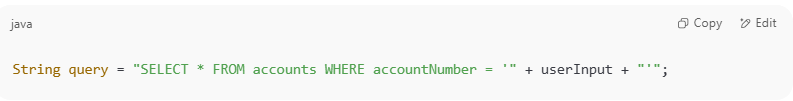 java
Copy
Edit
String query = "SELECT * FROM accounts WHERE accountNumber = '" + userInput + "'";